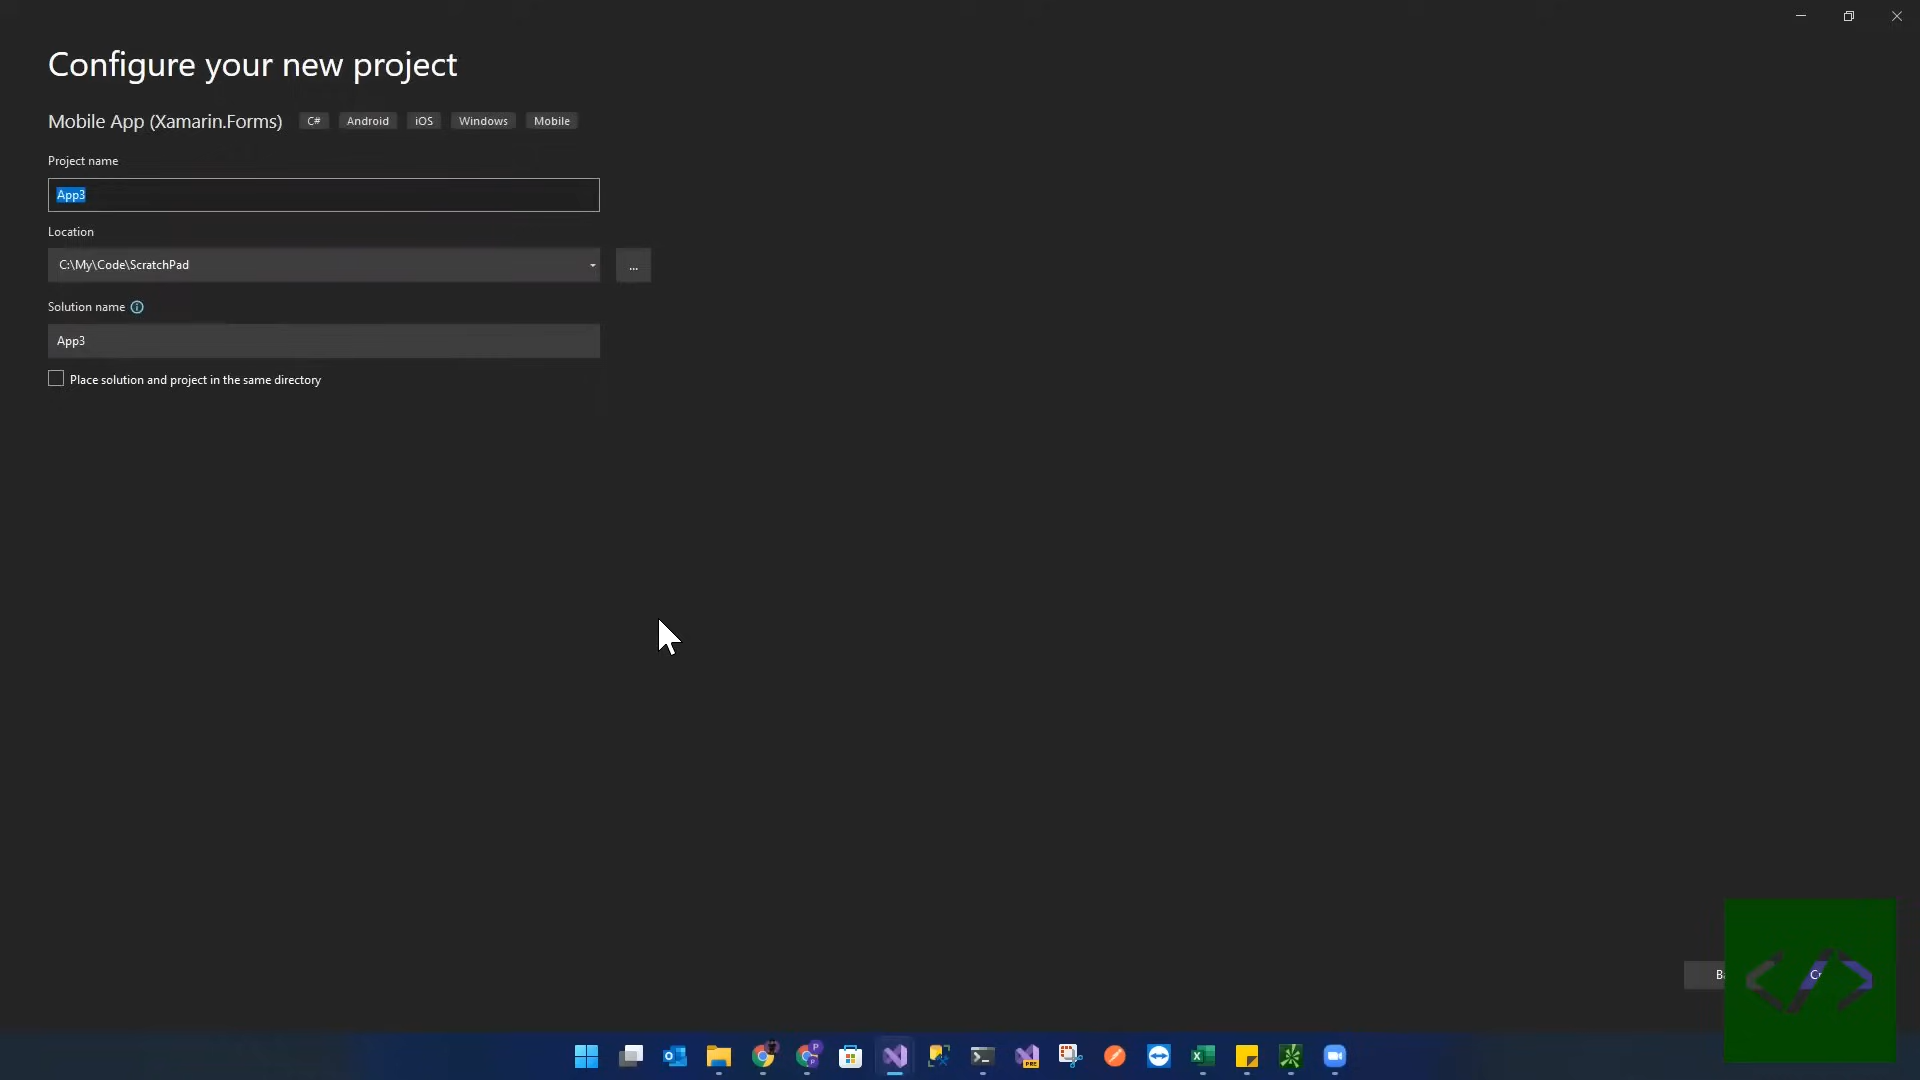 Configure your new project
Mobile App (Xamarin.Forms) C# Android iOS Windows Mobile
Project name
App3
Location
C:\My\Code\ScratchPad
...
Solution name
App3
Place solution and project in the same directory